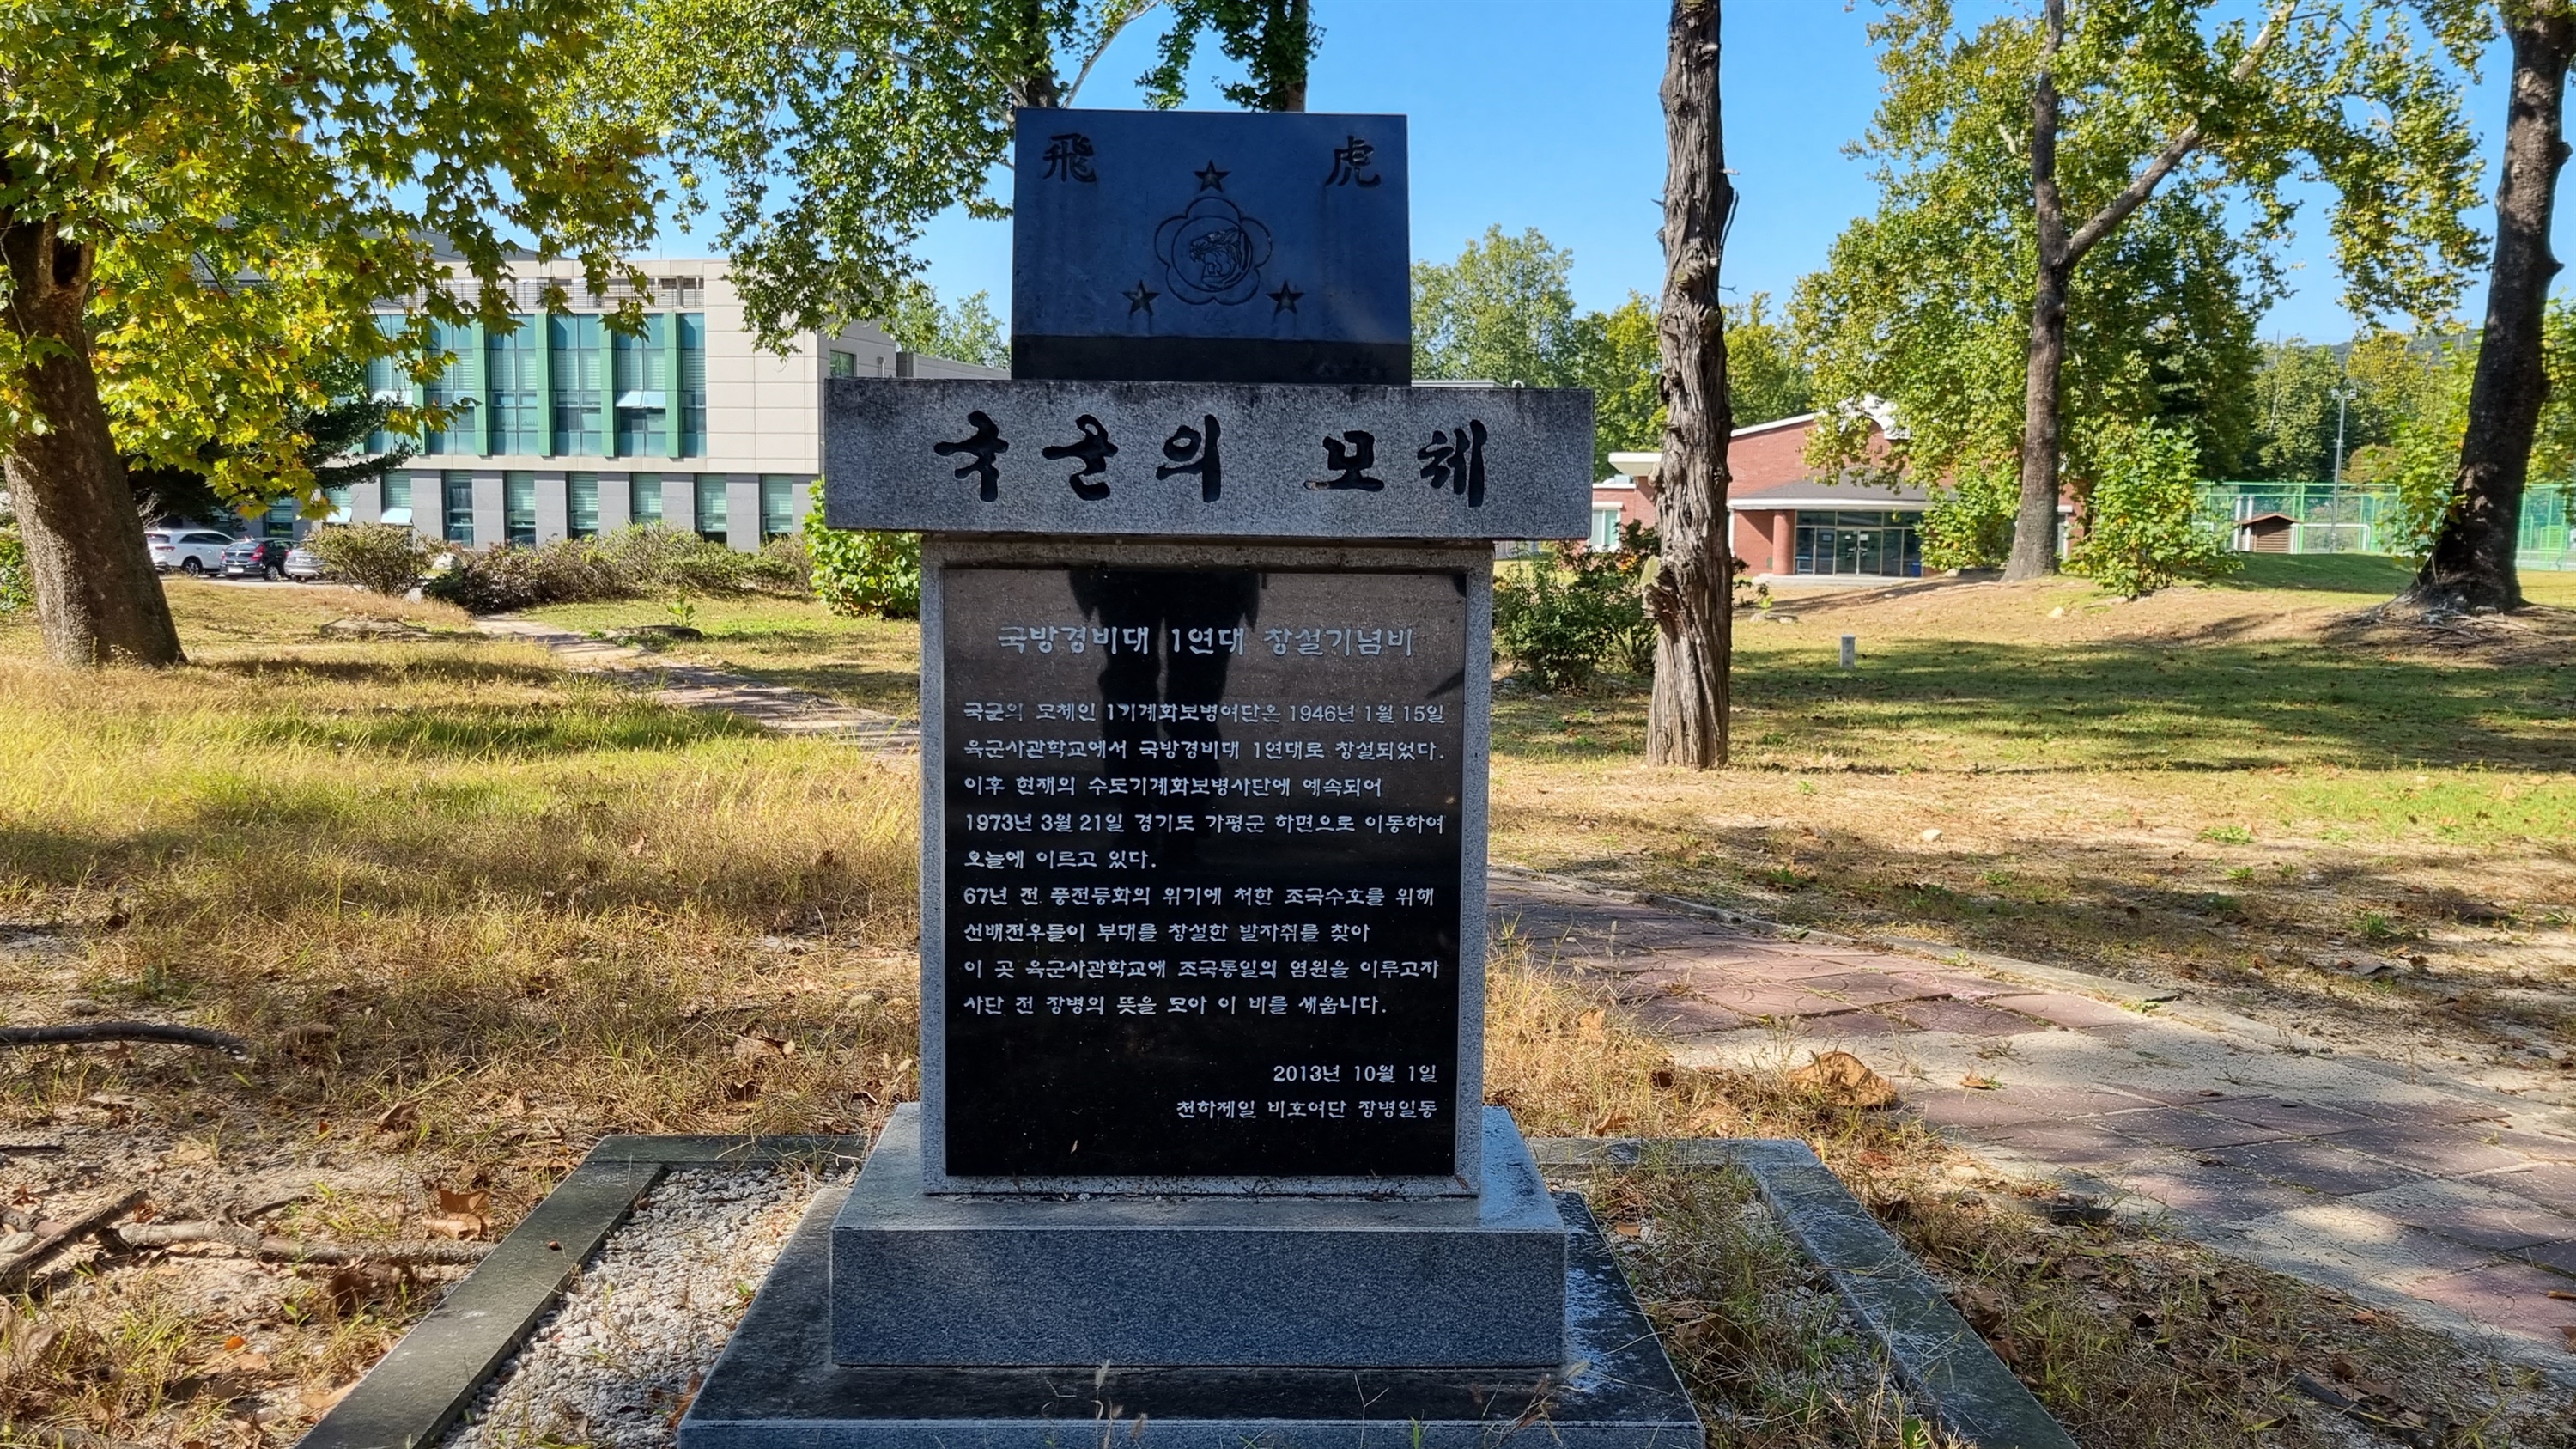 飛 虎
국군의 모체
국방경비대 1연대 창설기념비
국군의 모체인 1기계화보병여단은 1946년 1월 15일
육군사관학교에서 국방경비대 1연대로 창설되었다.
이후 현재의 수도기계화보병사단에 예속되어
1973년 3월 21일 경기도 가평군 하면으로 이동하여
오늘에 이르고 있다.
67년 전 풍전등화의 위기에 처한 조국수호를 위해
선배전우들이 부대를 창설한 발자취를 찾아
이 곳 육군사관학교에 조국통일의 염원을 이루고자
사단 전 장병의 뜻을 모아 이 비를 세웁니다.
2013년 10월 1일
천하제일 비호여단 장병일동